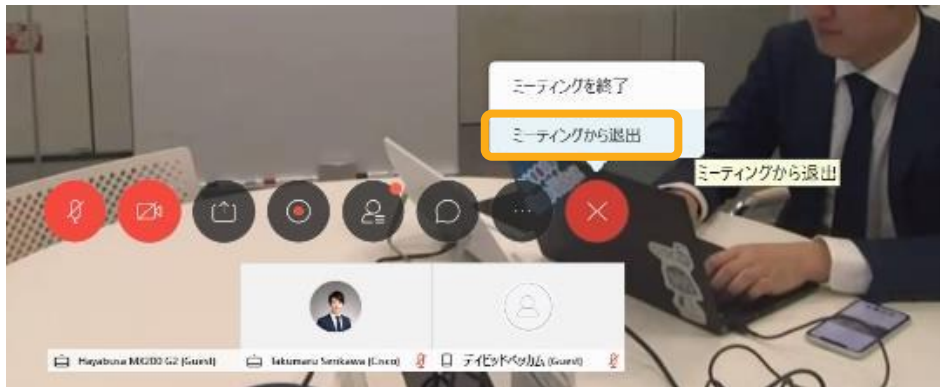 ミーティングを終了
ミーティングから退出
ミーティングから退出
Hayabusa MX200 G2 (Guest)
Takumaru Senkawa (Cisco)
デイビッドベッカム (Guest)